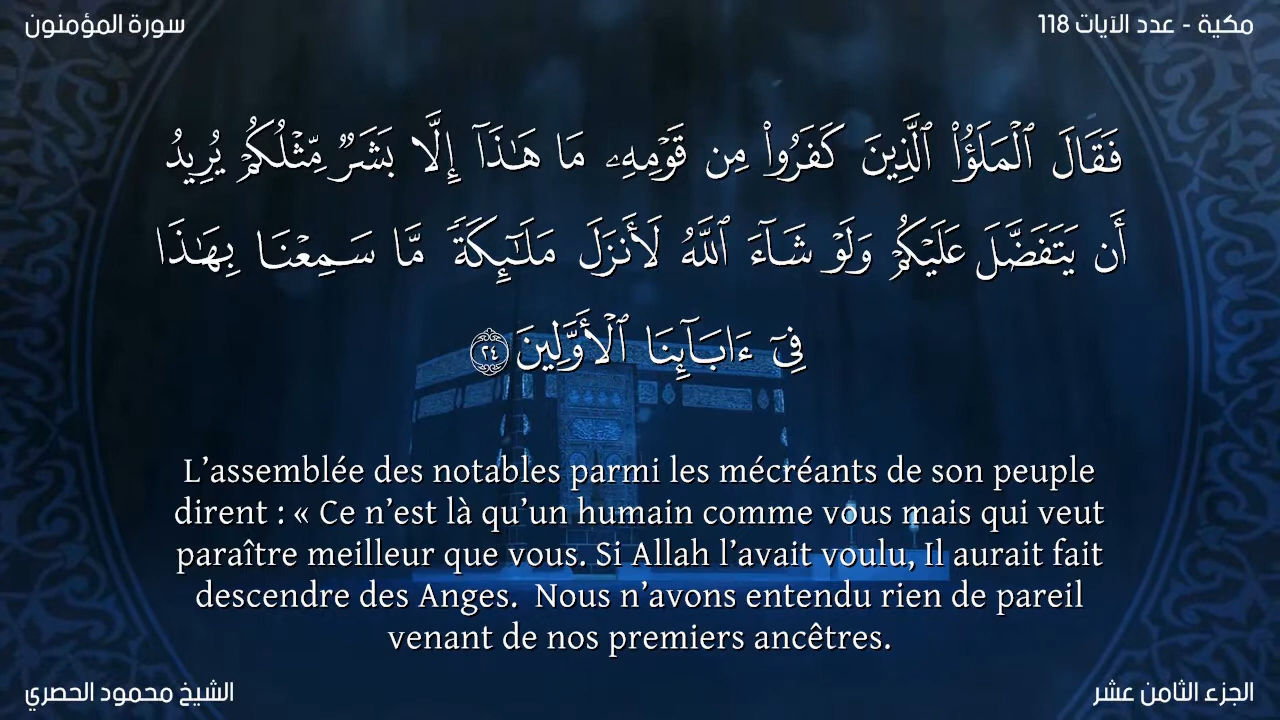 مكية - عدد الآيات 118
سورة المؤمنون
فَقَالَ ٱلْمَلَؤُا۟ ٱلَّذِينَ كَفَرُوا۟ مِن قَوْمِهِۦ مَا هَـٰذَآ إِلَّا بَشَرٌ مِّثْلُكُمْ يُرِيدُ
أَن يَتَفَضَّلَ عَلَيْكُمْ وَلَوْ شَآءَ ٱللَّهُ لَأَنزَلَ مَلَـٰٓئِكَةً مَّا سَمِعْنَا بِهَـٰذَا
فِىٓ ءَابَآئِنَا ٱلْأَوَّلِينَ ٢٤
L’assemblée des notables parmi les mécréants de son peuple
dirent : « Ce n’est là qu’un humain comme vous mais qui veut
paraître meilleur que vous. Si Allah l’avait voulu, Il aurait fait
descendre des Anges.  Nous n’avons entendu rien de pareil
venant de nos premiers ancêtres.
الجزء الثامن عشر
الشيخ محمود الحصري